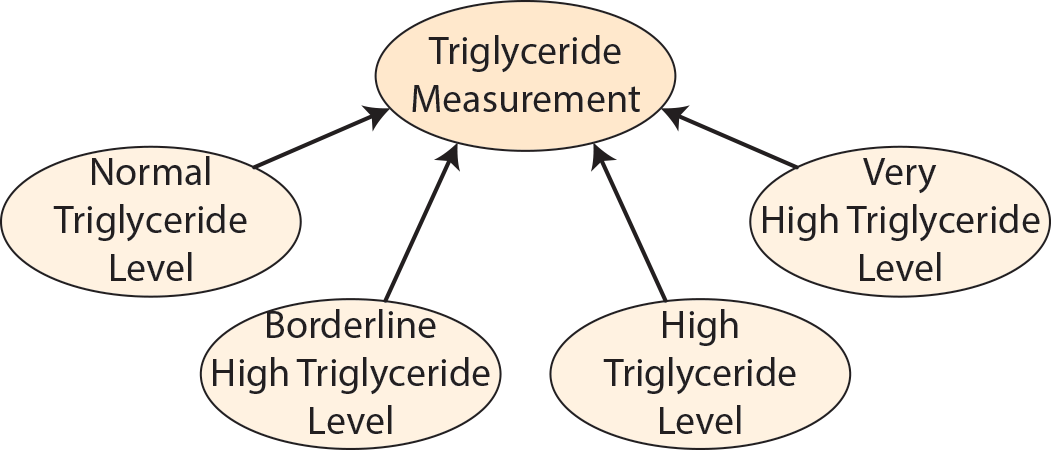 Triglyceride
Measurement
Normal
Triglyceride
Level
Very
High Triglyceride
Level
Borderline
High Triglyceride
Level
High
Triglyceride
Level